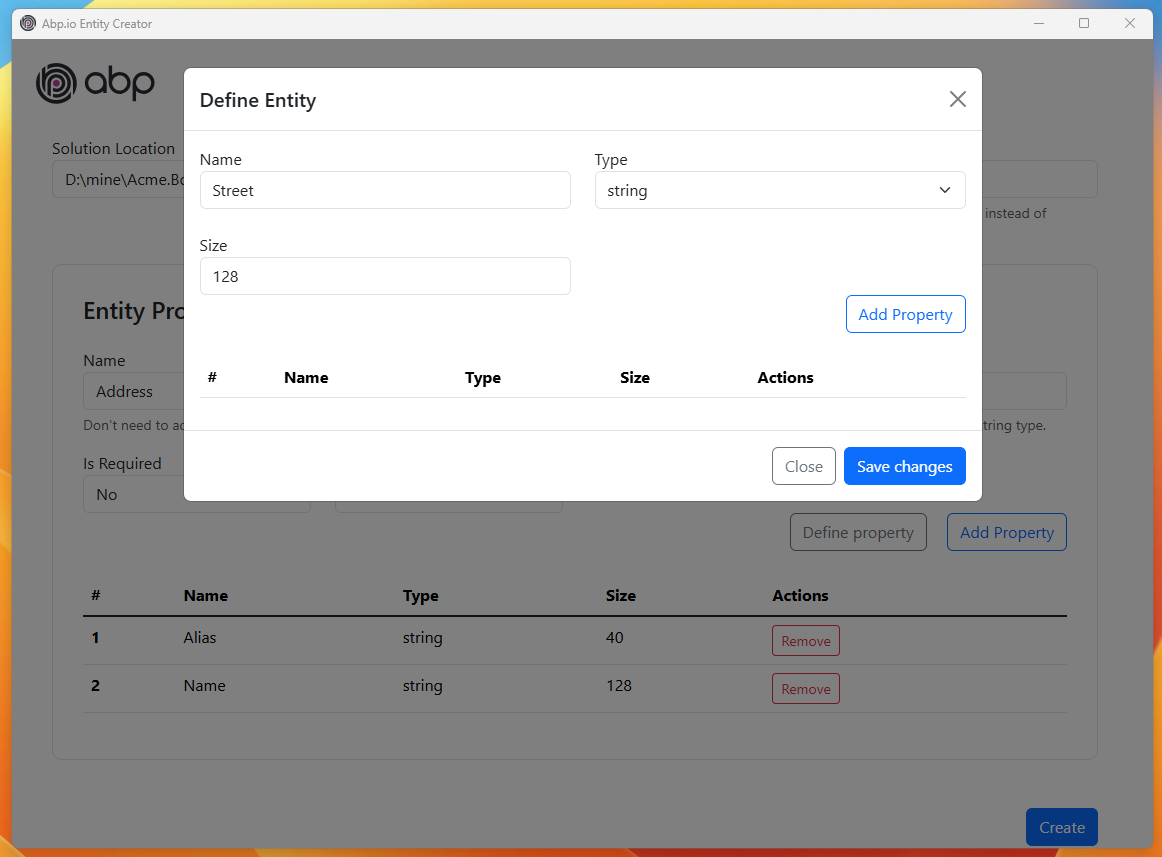 Abp.io Entity Creator
abp
Define Entity
Solution Location
D:\mine\Acme.Bo
instead of
Name
Type
Street
string
Size
128
Add Property
#
Name
Type
Size
Actions
Close
Save changes
Entity Pro
Name
Address
Don't need to ad
tring type.
Is Required
No
Define property
Add Property
# Name Type Size Actions
1 Alias string 40 Remove
2 Name string 128 Remove
Create